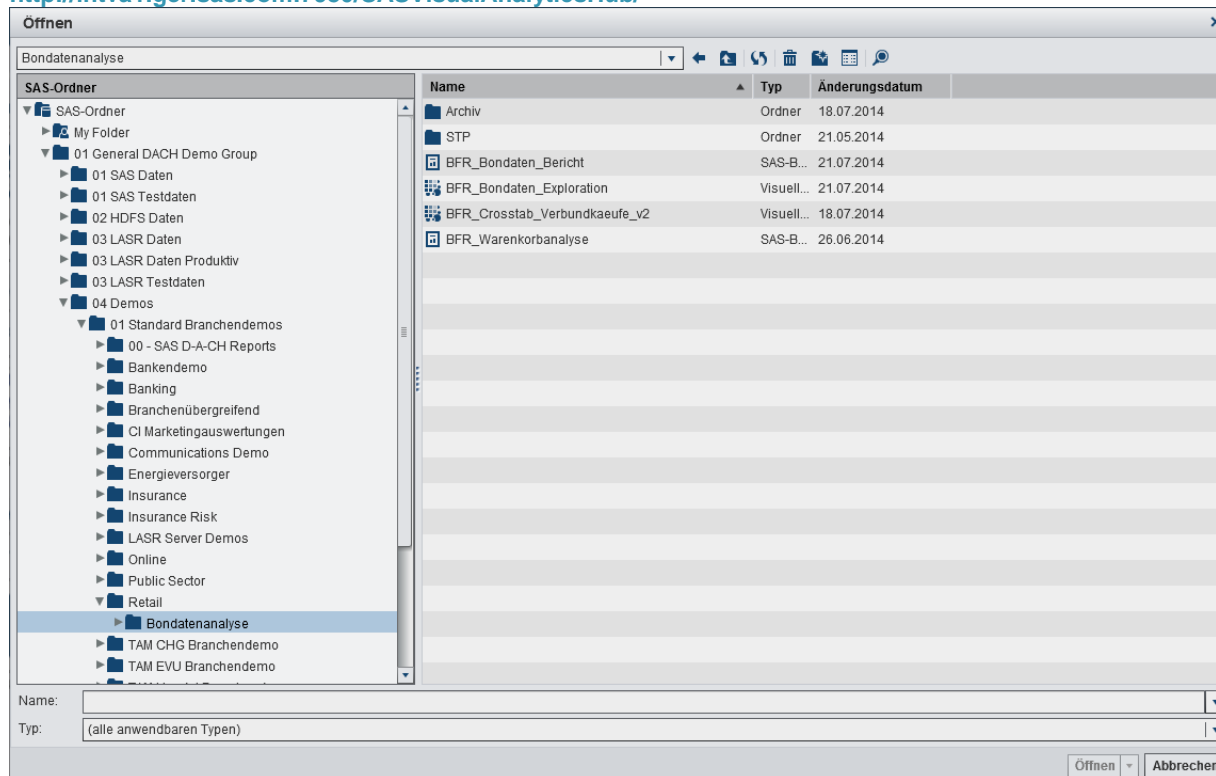 Öffnen
Bondatenanalyse
SAS-Ordner
SAS-Ordner
My Folder
01 General DACH Demo Group
01 SAS Daten
01 SAS Testdaten
02 HDFS Daten
03 LASR Daten
03 LASR Daten Produktiv
03 LASR Testdaten
04 Demos
01 Standard Branchendemos
00 - SAS D-A-CH Reports
Bankendemo
Banking
Branchenübergreifend
CI Marketingauswertungen
Communications Demo
Energieversorger
Insurance
Insurance Risk
LASR Server Demos
Online
Public Sector
Retail
Bondatenanalyse
TAM CHG Branchendemo
TAM EVU Branchendemo
Name Typ Änderungsdatum
Archiv Ordner 18.07.2014
STP Ordner 21.05.2014
BFR_Bondaten_Bericht SAS-B... 21.07.2014
BFR_Bondaten_Exploration Visuell... 21.07.2014
BFR_Crosstab_Verbundkaeufe_v2 Visuell... 18.07.2014
BFR_Warenkorbanalyse SAS-B... 26.06.2014
Name:
Typ: (alle anwendbaren Typen)
Öffnen Abbrechen